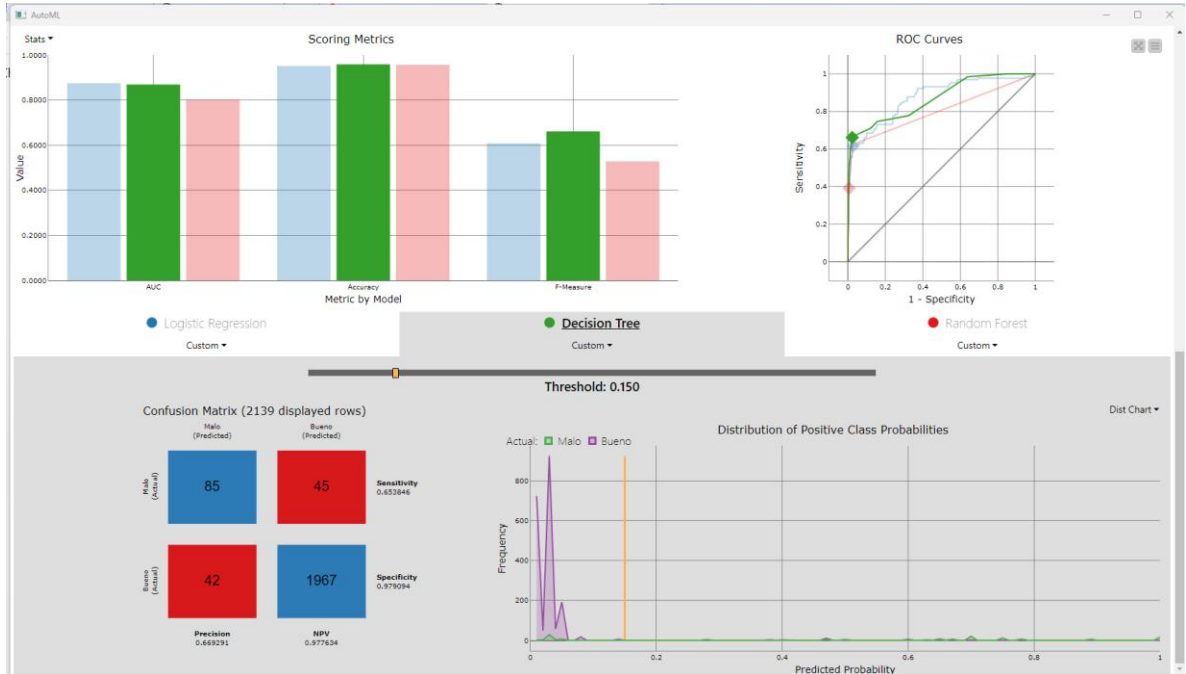 AutoML
Stats
Scoring Metrics
1.0000
0.8000
0.6000
0.4000
0.2000
0.0000
Value
AUC
Accuracy
F-Measure
Metric by Model
ROC Curves
1
0.8
0.6
0.4
0.2
0
Sensitivity
0
0.2
0.4
0.6
0.8
1
1 - Specificity
Logistic Regression
Custom
Decision Tree
Custom
Random Forest
Custom
Threshold: 0.150
Confusion Matrix (2139 displayed rows)
Malo
(Predicted)
Bueno
(Predicted)
Malo
(Actual)
85
45
Sensitivity
0.653846
Bueno
(Actual)
42
1967
Specificity
0.979094
Precision
0.669291
NPV
0.977634
Dist Chart
Distribution of Positive Class Probabilities
Actual: Malo Bueno
800
600
400
200
0
Frequency
0
0.2
0.4
0.6
0.8
1
Predicted Probability